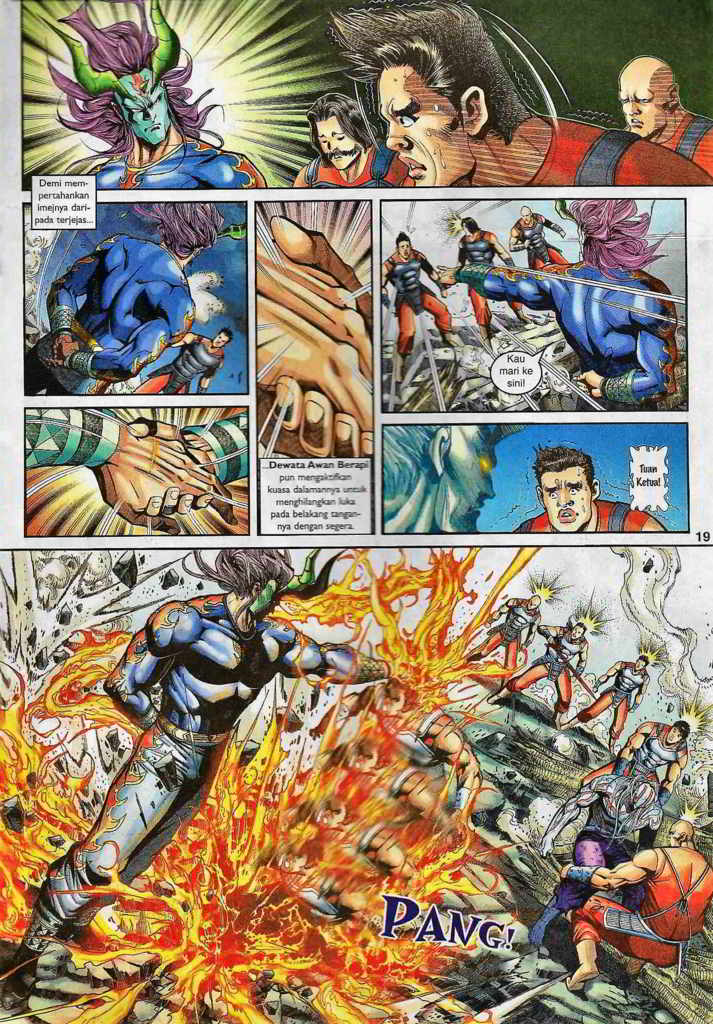 Demi mem-
pertahankan
imejnya dari-
pada terjejas...
...Dewata Awan Berapi
pun mengaktifkan
kuasa dalamannya untuk
menghilangkan luka
pada belakang tangan-
nya dengan segera.
Kau
mari ke
sini!
Tuan
Ketua!
19
PANG!